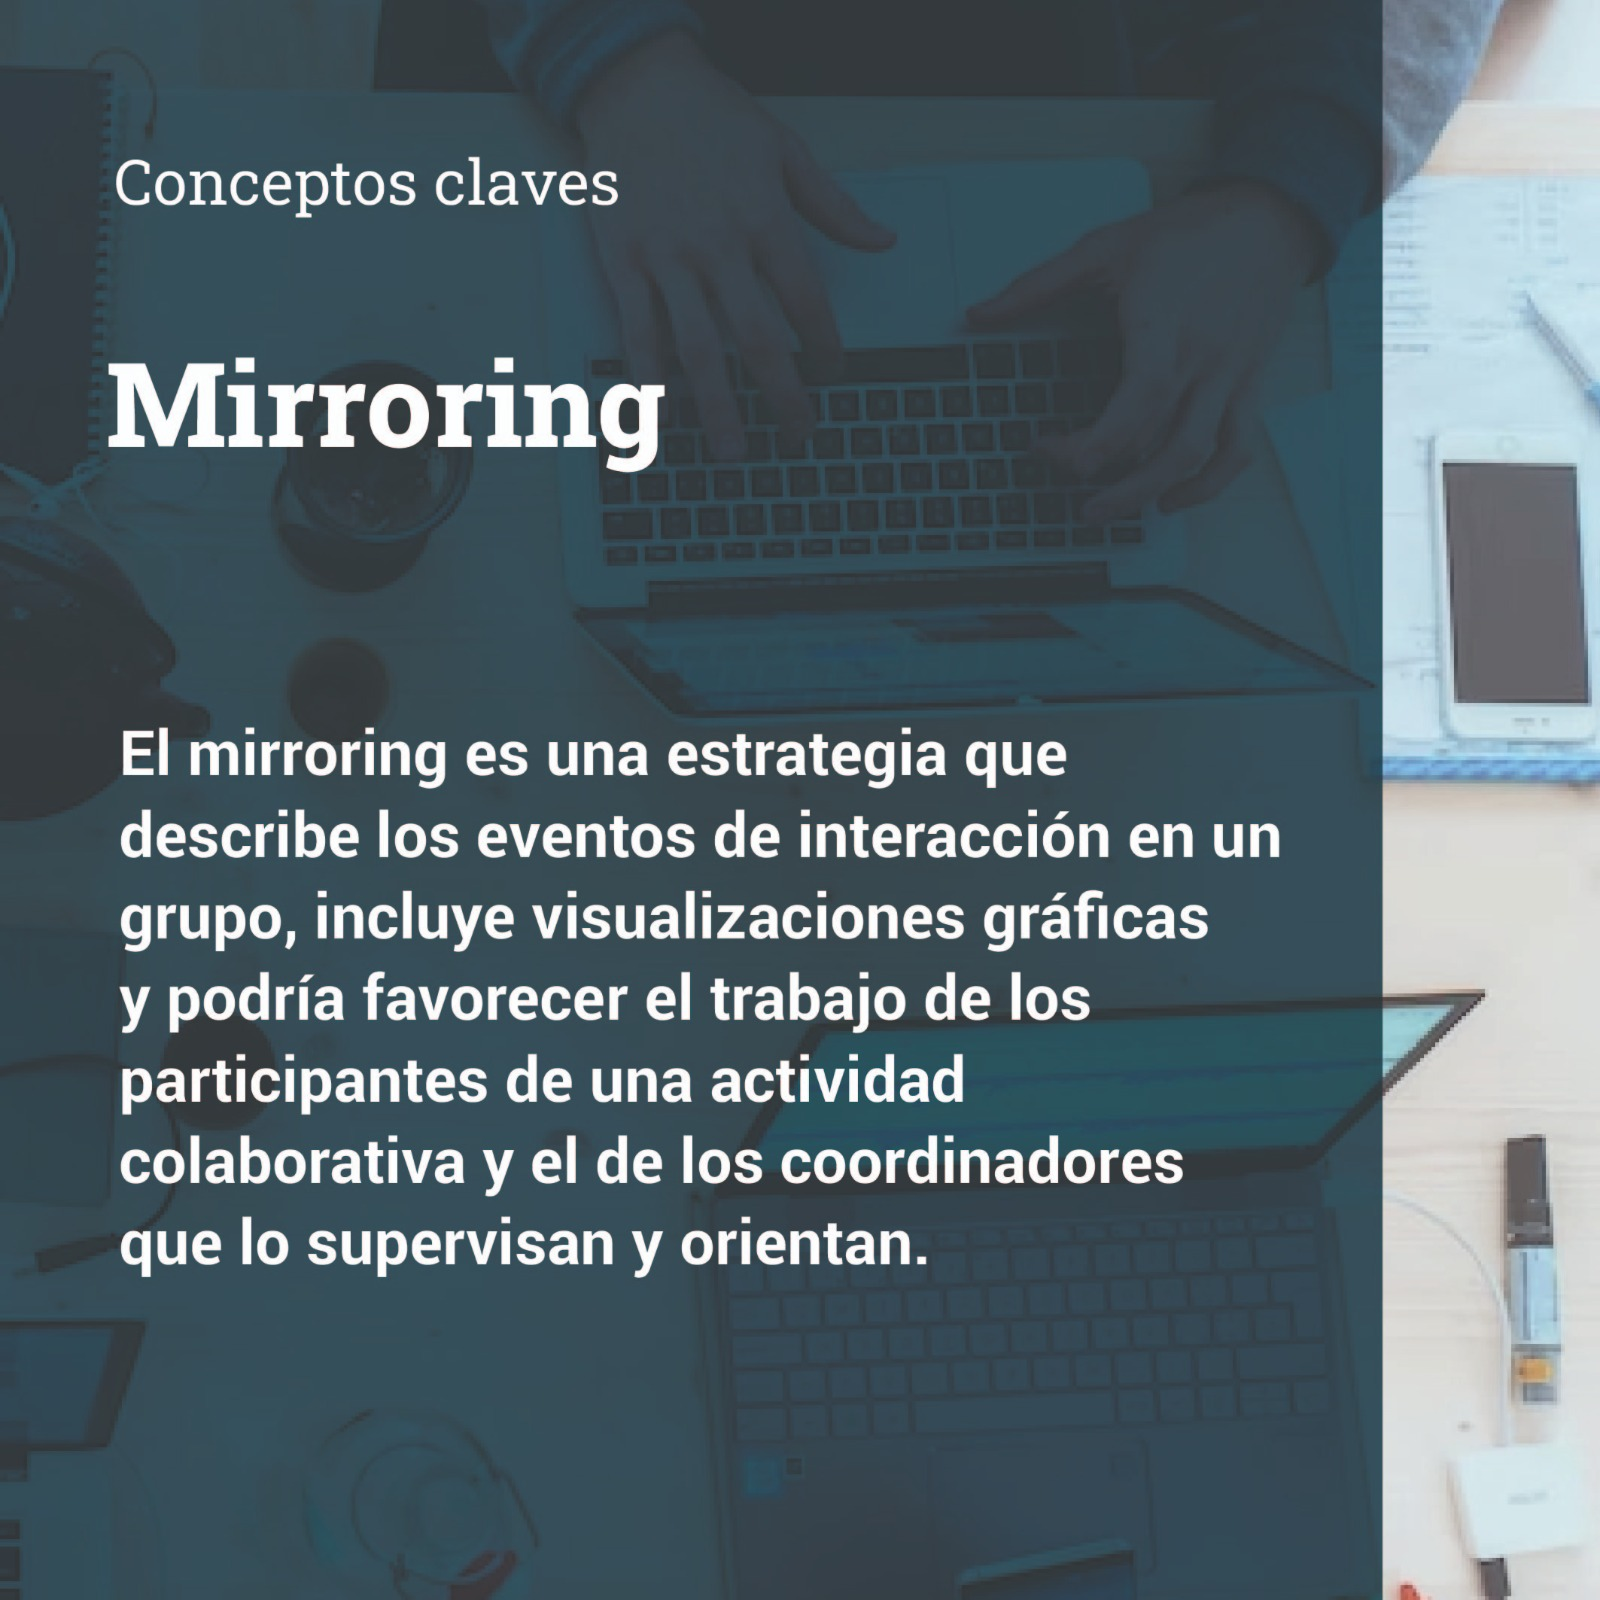 Conceptos claves
Mirroring
El mirroring es una estrategia que
describe los eventos de interacción en un
grupo, incluye visualizaciones gráficas
y podría favorecer el trabajo de los
participantes de una actividad
colaborativa y el de los coordinadores
que lo supervisan y orientan.